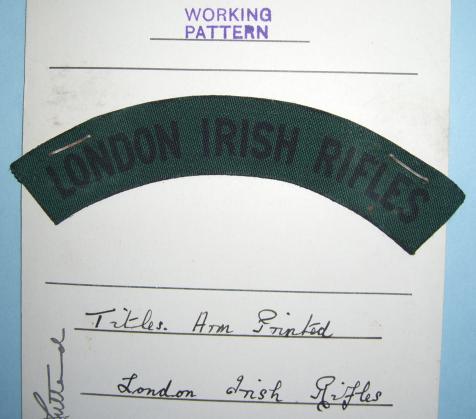 WORKING
PATTERN
LONDON IRISH RIFLES
Titles. Arm Printed
London Irish Rifles